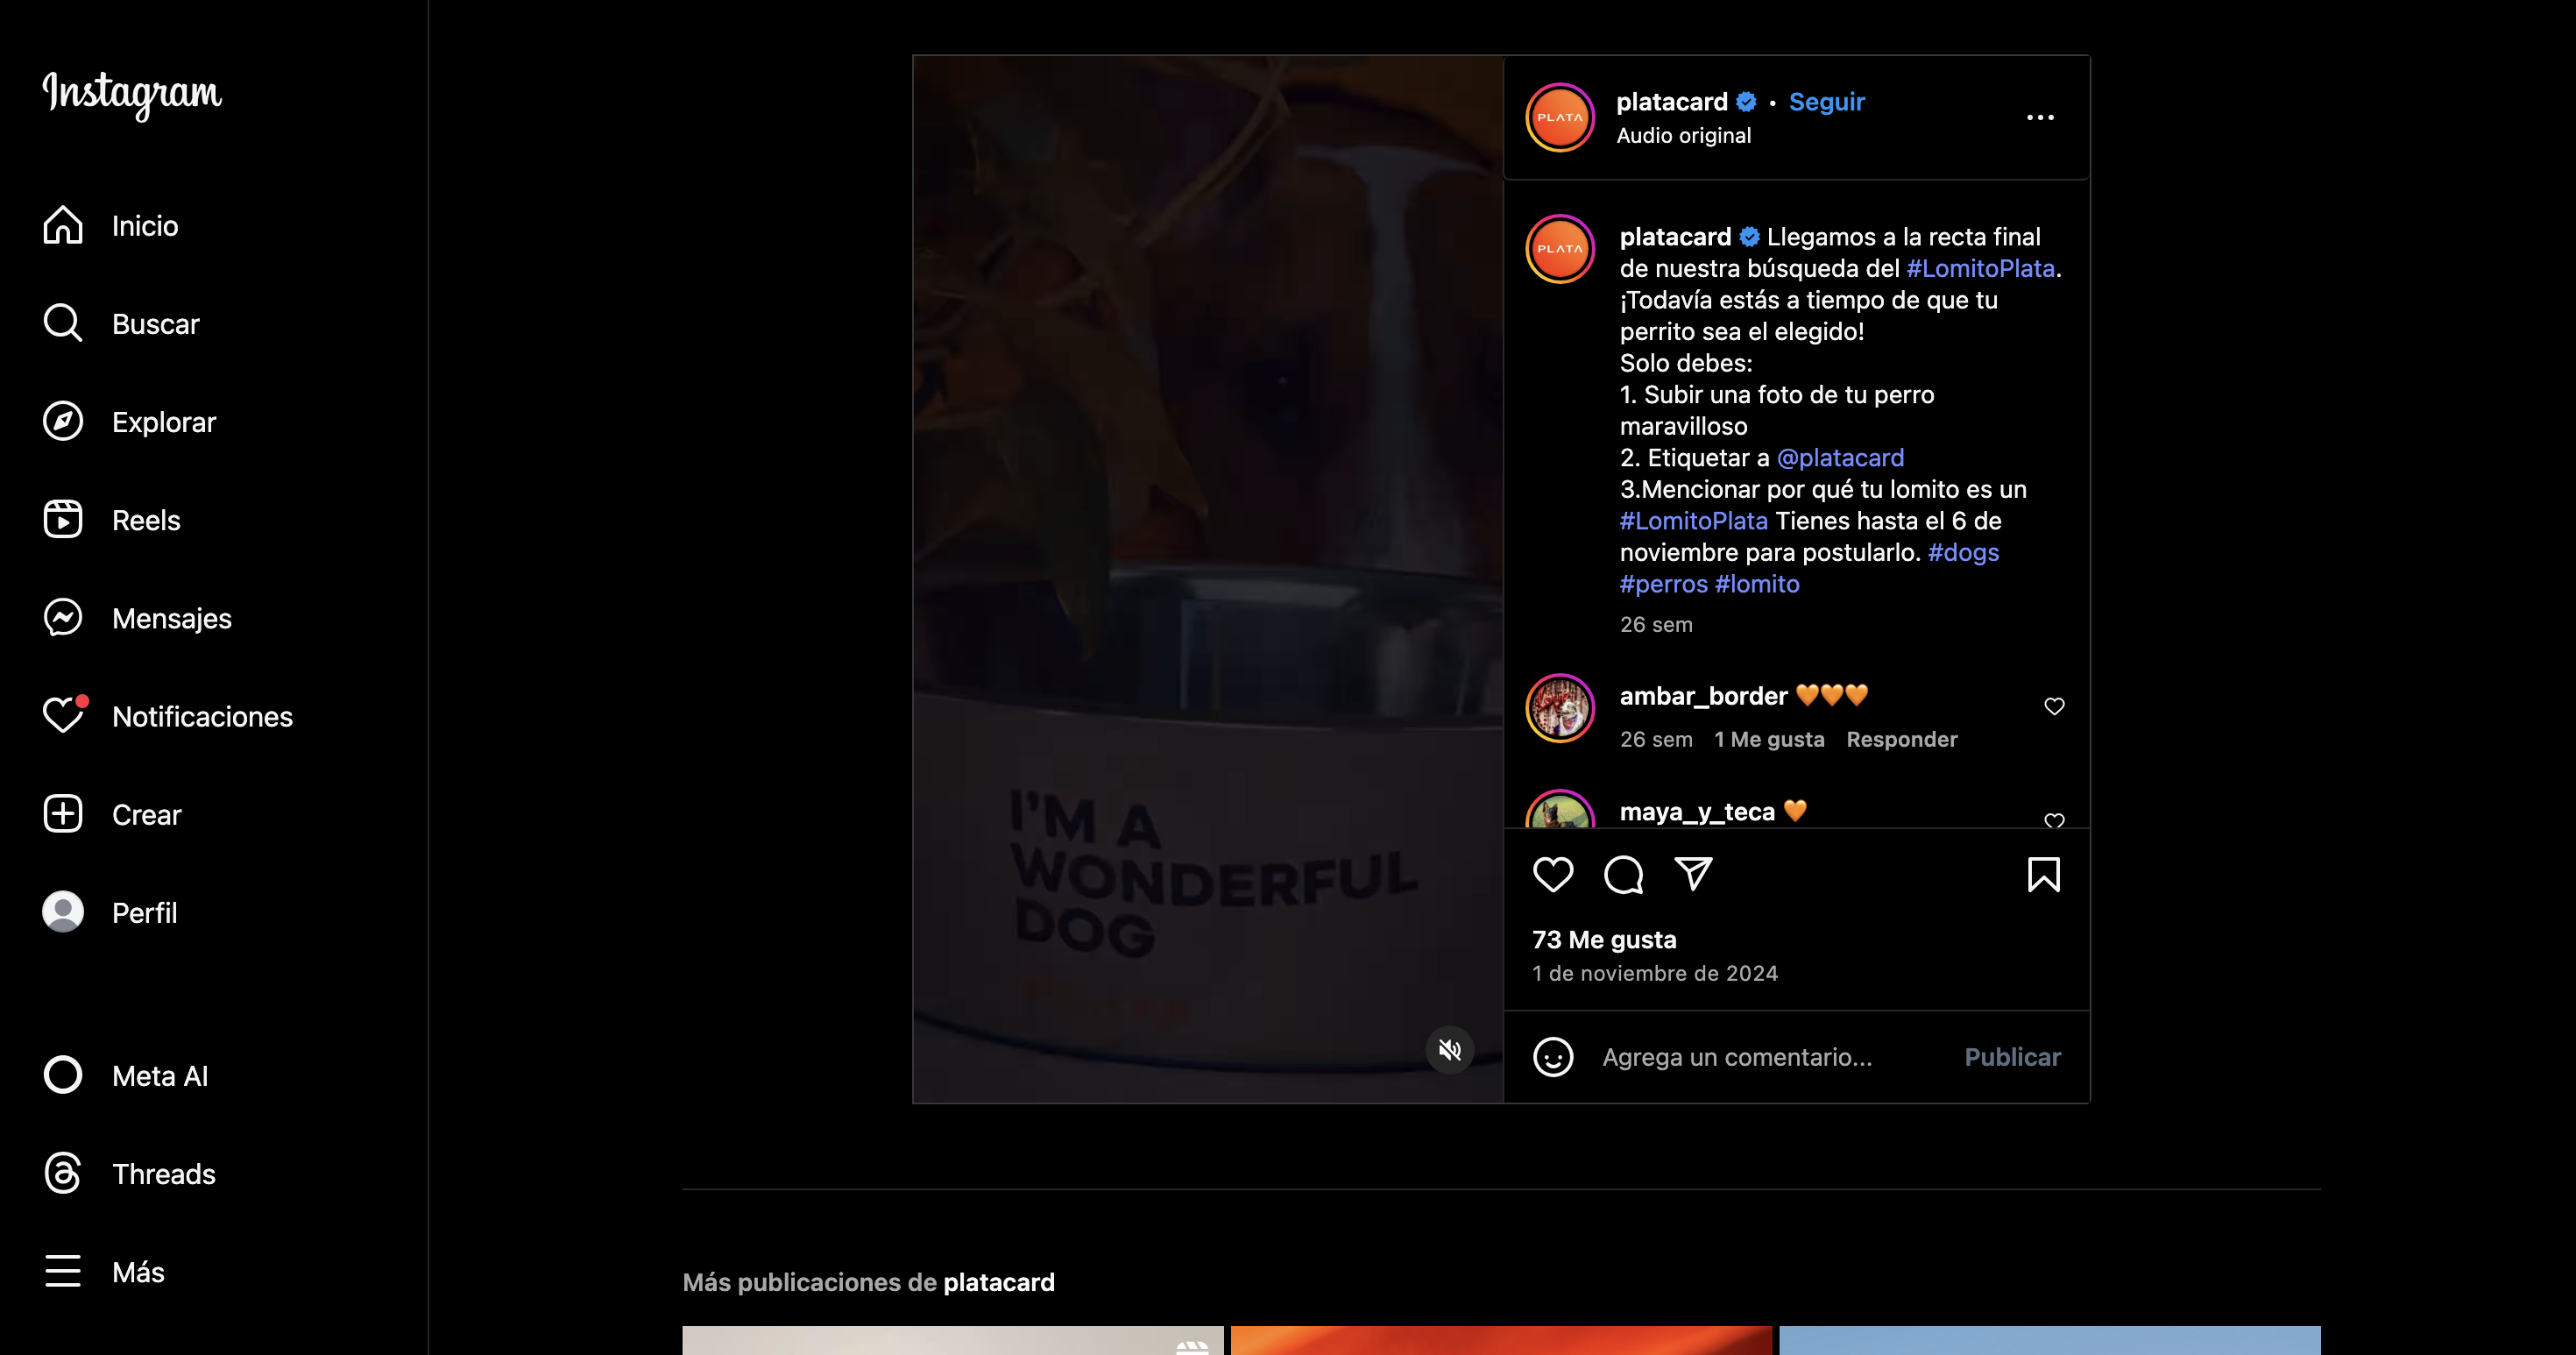 Instagram
Inicio
Buscar
Explorar
Reels
Mensajes
Notificaciones
Crear
Perfil
Meta AI
Threads
Más
I'M A
WONDERFUL
DOG
PLATA
platacard • Seguir
Audio original
PLATA
platacard Llegamos a la recta final
de nuestra búsqueda del #LomitoPlata.
¡Todavía estás a tiempo de que tu
perrito sea el elegido!
Solo debes:
1. Subir una foto de tu perro
maravilloso
2. Etiquetar a @platacard
3.Mencionar por qué tu lomito es un
#LomitoPlata Tienes hasta el 6 de
noviembre para postularlo. #dogs
#perros #lomito
26 sem
ambar_border 🧡🧡🧡
26 sem 1 Me gusta Responder
maya_y_teca 🧡
73 Me gusta
1 de noviembre de 2024
Agrega un comentario... Publicar
Más publicaciones de platacard